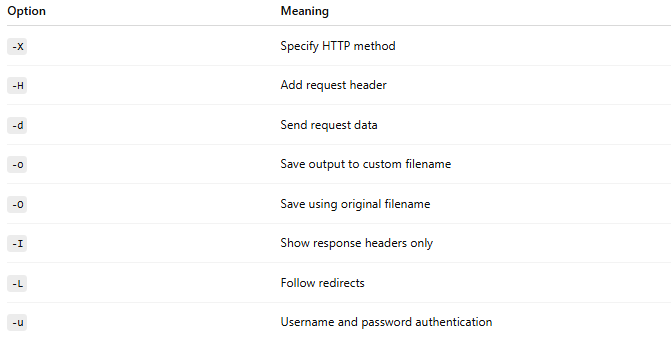 Option Meaning
-X Specify HTTP method
-H Add request header
-d Send request data
-o Save output to custom filename
-O Save using original filename
-I Show response headers only
-L Follow redirects
-u Username and password authentication